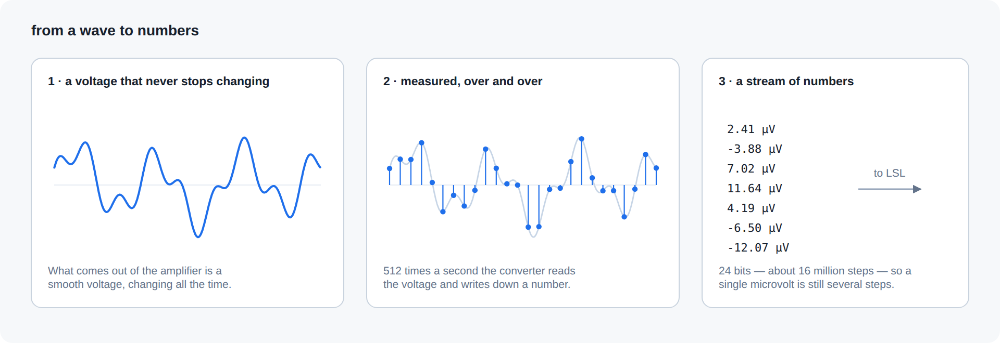 from a wave to numbers
1 · a voltage that never stops changing
What comes out of the amplifier is a
smooth voltage, changing all the time.
2 · measured, over and over
512 times a second the converter reads
the voltage and writes down a number.
3 · a stream of numbers
2.41 µV
-3.88 µV
7.02 µV
11.64 µV
4.19 µV
-6.50 µV
-12.07 µV
to LSL
24 bits — about 16 million steps — so a
single microvolt is still several steps.